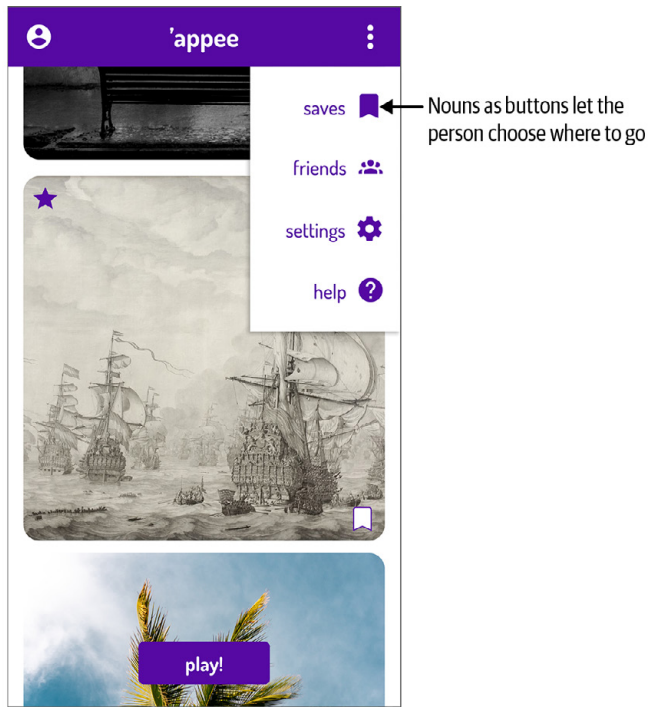 ’appee
saves
Nouns as buttons let the
person choose where to go
friends
settings
help
play!